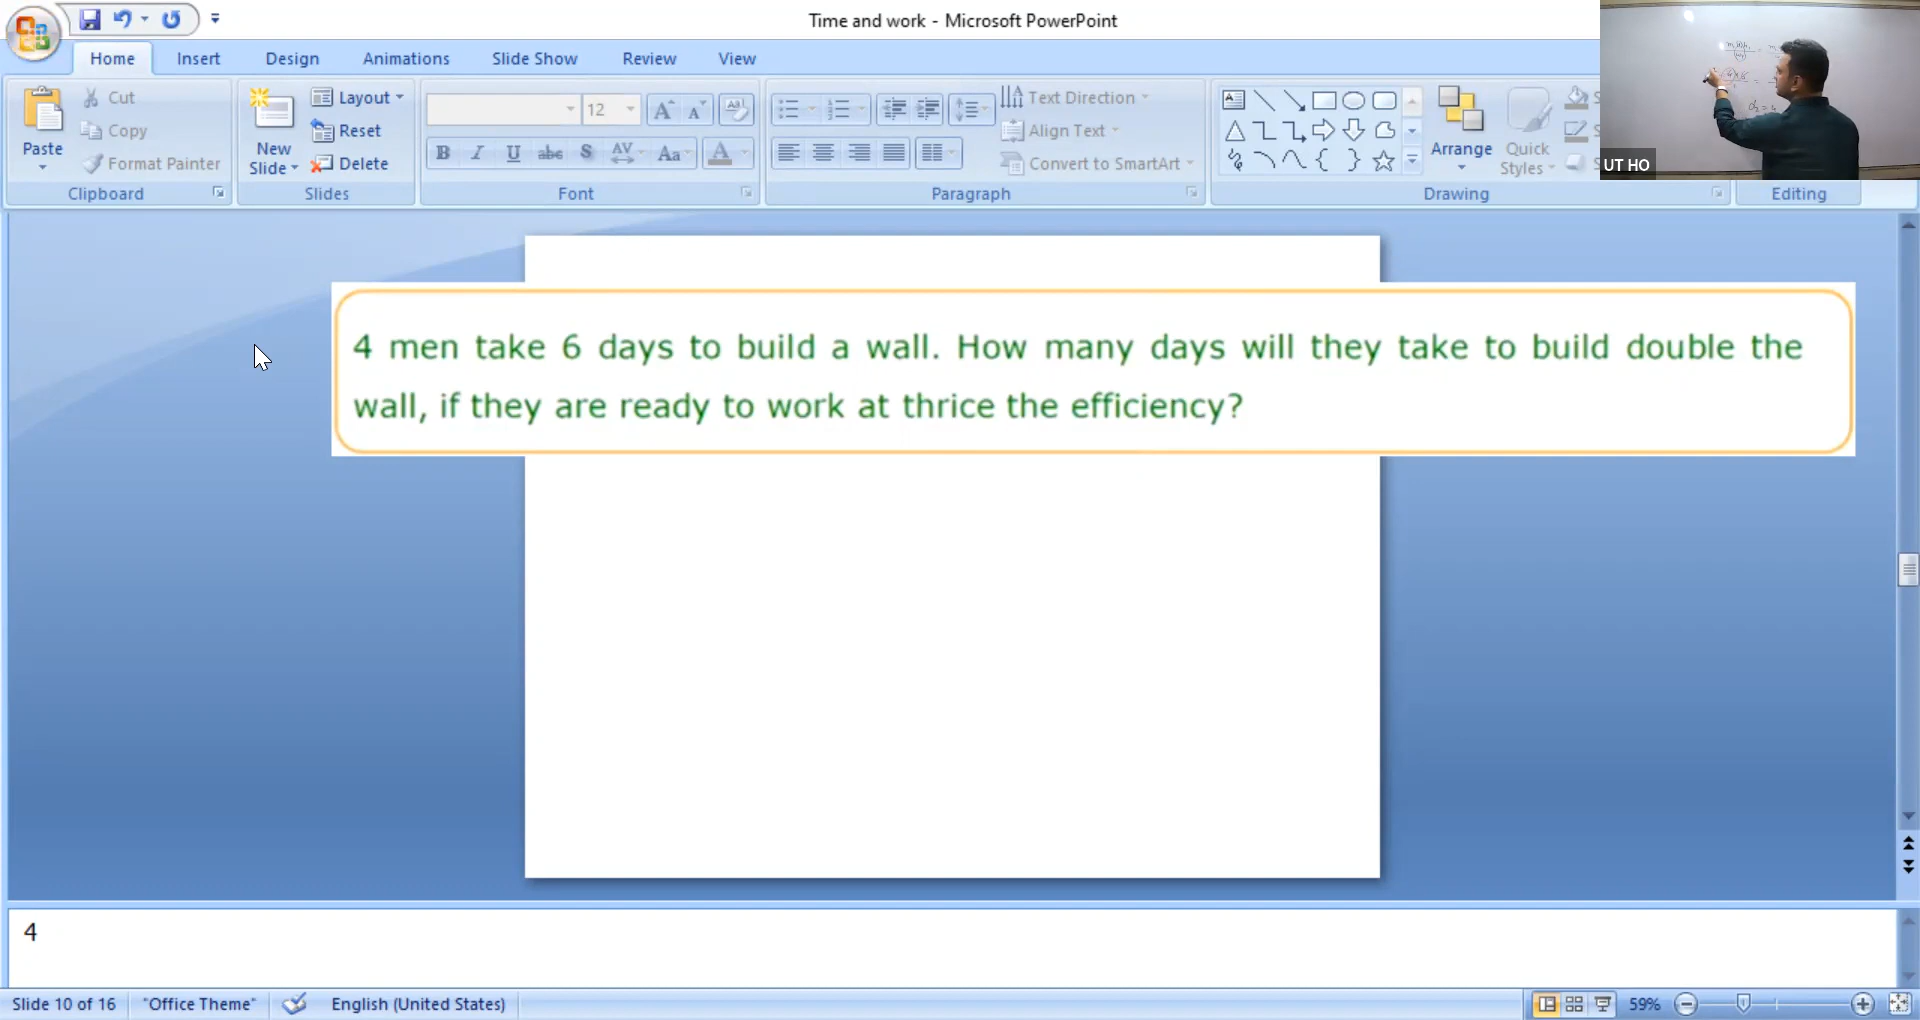 Time and work - Microsoft PowerPoint
Home Insert Design Animations Slide Show Review View
Paste
Cut
Copy
Format Painter
Clipboard
New
Slide
Layout
Reset
Delete
Slides
12
B I U abc S AV Aa A
Font
Text Direction
Align Text
Convert to SmartArt
Paragraph
Arrange
Quick
Styles
Drawing
Editing
UT HO
4 men take 6 days to build a wall. How many days will they take to build double the
wall, if they are ready to work at thrice the efficiency?
4
Slide 10 of 16 "Office Theme" English (United States) 59%